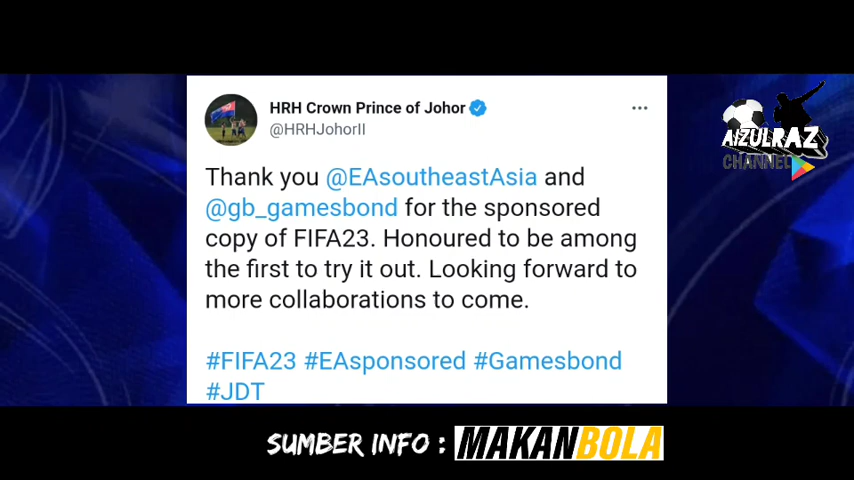 HRH Crown Prince of Johor
@HRHJohorII
Thank you @EAsoutheastAsia and
@gb_gamesbond for the sponsored
copy of FIFA23. Honoured to be among
the first to try it out. Looking forward to
more collaborations to come.
#FIFA23 #EAsponsored #Gamesbond
#JDT
AIZULRAZ
CHANNEL
SUMBER INFO : MAKANBOLA